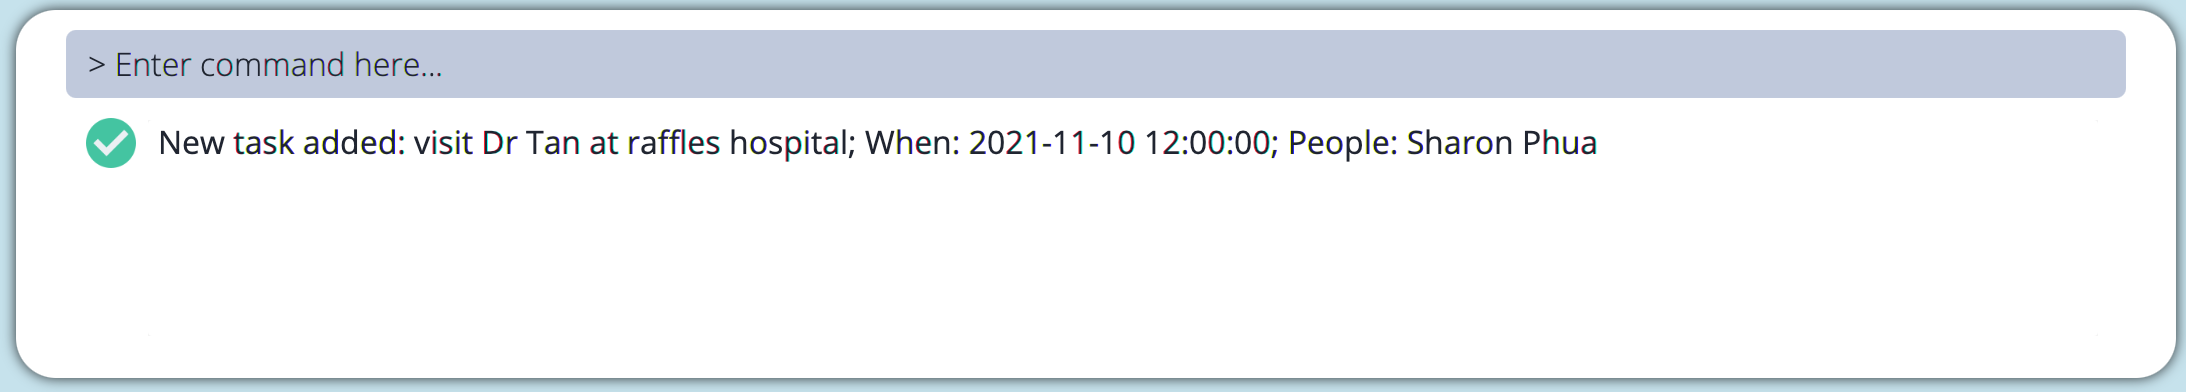 > Enter command here...
New task added: visit Dr Tan at raffles hospital; When: 2021-11-10 12:00:00; People: Sharon Phua